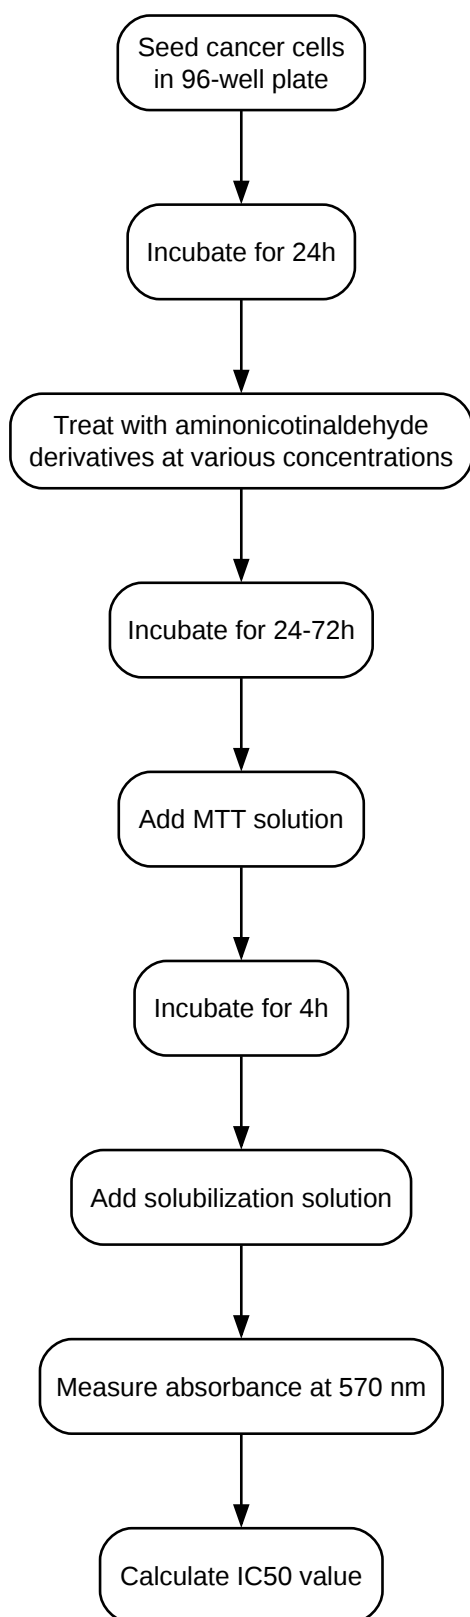 Seed cancer cells
in 96-well plate
Incubate for 24h
Treat with aminonicotinaldehyde
derivatives at various concentrations
Incubate for 24-72h
Add MTT solution
Incubate for 4h
Add solubilization solution
Measure absorbance at 570 nm
Calculate IC50 value